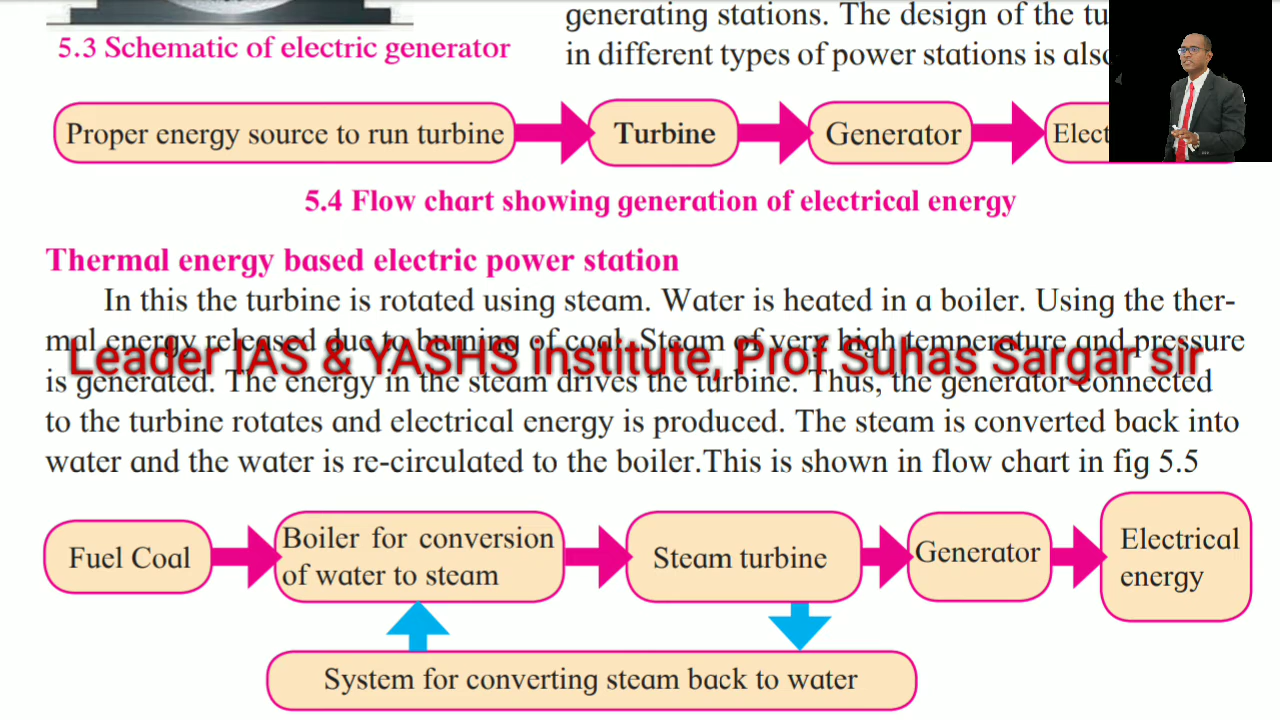 generating stations. The design of the
5.3 Schematic of electric generator
in different types of power stations is
Proper energy source to run turbine
Turbine
Generator
5.4 Flow chart showing generation of electrical energy
Thermal energy based electric power station
In this the turbine is rotated using steam. Water is heated in a boiler. Using the ther-
mal energy released due to burning of coal. Steam of very high temperature and pressure
Leader IAS & YASHS institute, Prof Suhas Sargar sir
is generated. The energy in the steam drives the turbine. Thus, the generator connected
to the turbine rotates and electrical energy is produced. The steam is converted back into
water and the water is re-circulated to the boiler.This is shown in flow chart in fig 5.5
Fuel Coal
Boiler for conversion
of water to steam
Steam turbine
Generator
Electrical
energy
System for converting steam back to water